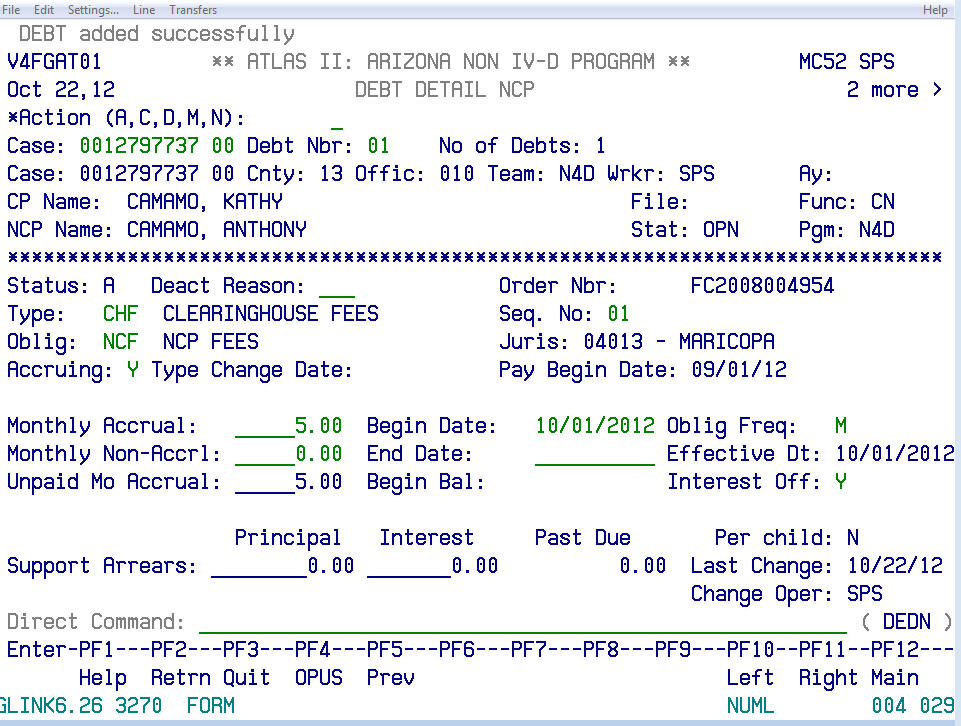 File Edit Settings... Line Transfers Help
DEBT added successfully
V4FGAT01 ** ATLAS II: ARIZONA NON IV-D PROGRAM ** MC52 SPS
Oct 22,12 DEBT DETAIL NCP 2 more >
*Action (A,C,D,M,N): _
Case: 0012797737 00 Debt Nbr: 01 No of Debts: 1
Case: 0012797737 00 Cnty: 13 Offic: 010 Team: N4D Wrkr: SPS Ay:
CP Name: CAMAMO, KATHY File: Func: CN
NCP Name: CAMAMO, ANTHONY Stat: OPN Pgm: N4D
******************************************************************************
Status: A Deact Reason: ___ Order Nbr: FC2008004954
Type: CHF CLEARINGHOUSE FEES Seq. No: 01
Oblig: NCF NCP FEES Juris: 04013 - MARICOPA
Accruing: Y Type Change Date: Pay Begin Date: 09/01/12
Monthly Accrual: _____5.00 Begin Date: 10/01/2012 Oblig Freq: M
Monthly Non-Accrl: _____0.00 End Date: __________ Effective Dt: 10/01/2012
Unpaid Mo Accrual: _____5.00 Begin Bal: Interest Off: Y
Principal Interest Past Due Per child: N
Support Arrears: ________0.00 _______0.00 0.00 Last Change: 10/22/12
Change Oper: SPS
Direct Command: ______________________________________________________ ( DEDN )
Enter-PF1---PF2---PF3---PF4---PF5---PF6---PF7---PF8---PF9---PF10--PF11--PF12---
Help Retrn Quit OPUS Prev Left Right Main
GLINK6.26 3270 FORM NUML 004 029